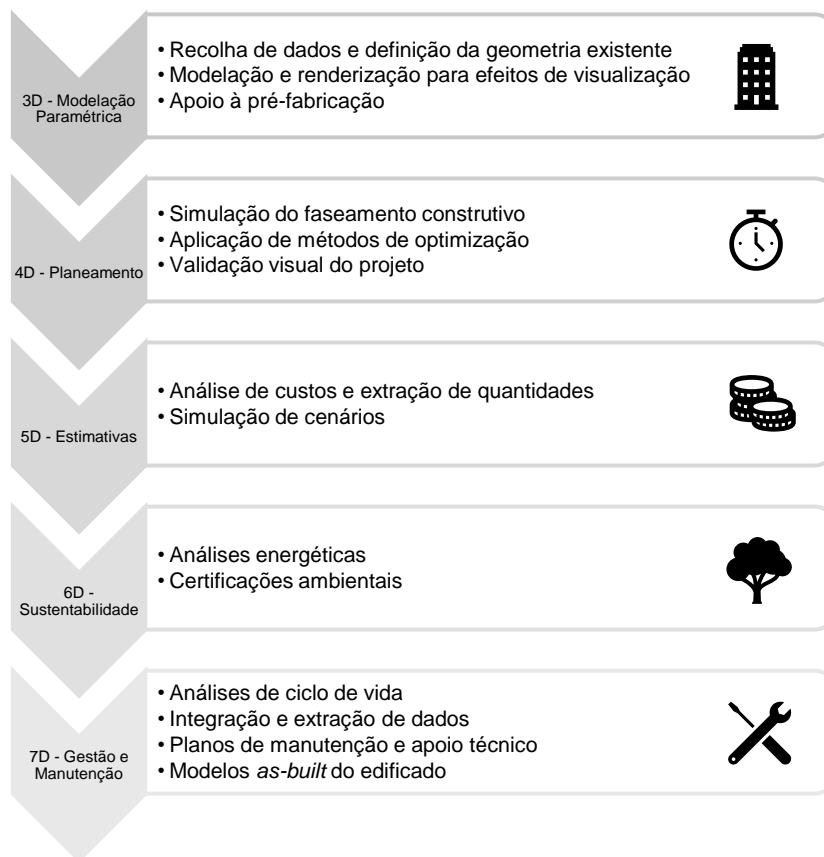 3D - Modelação
Paramétrica
• Recolha de dados e definição da geometria existente
• Modelação e renderização para efeitos de visualização
• Apoio à pré-fabricação
4D - Planeamento
• Simulação do faseamento construtivo
• Aplicação de métodos de optimização
• Validação visual do projeto
5D - Estimativas
• Análise de custos e extração de quantidades
• Simulação de cenários
6D -
Sustentabilidade
• Análises energéticas
• Certificações ambientais
7D - Gestão e
Manutenção
• Análises de ciclo de vida
• Integração e extração de dados
• Planos de manutenção e apoio técnico
• Modelos as-built do edificado